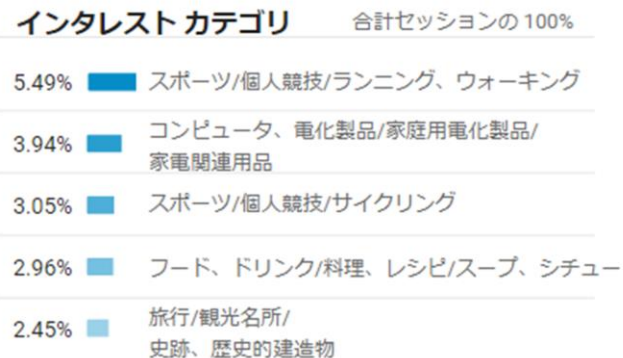 インタレスト カテゴリ 合計セッションの 100%
5.49% スポーツ/個人競技/ランニング、ウォーキング
3.94% コンピュータ、電化製品/家庭用電化製品/
家電関連用品
3.05% スポーツ/個人競技/サイクリング
2.96% フード、ドリンク/料理、レシピ/スープ、シチュー
2.45% 旅行/観光名所/
史跡、歴史的建造物